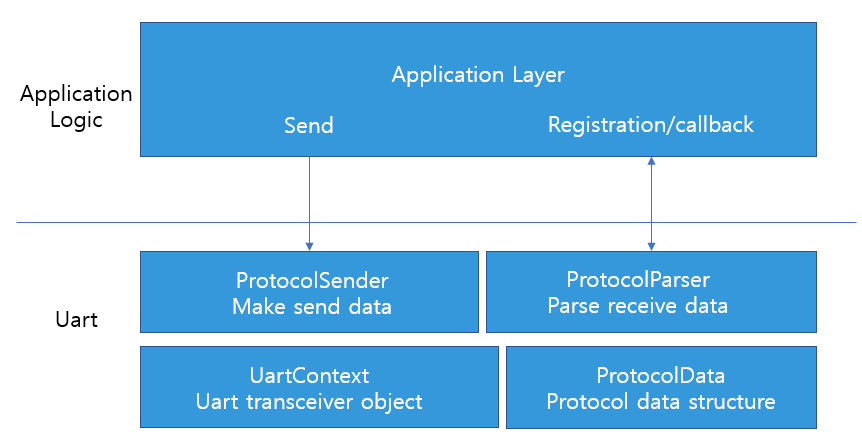 Application
Logic
Application Layer
Send
Registration/callback
Uart
ProtocolSender
Make send data
ProtocolParser
Parse receive data
UartContext
Uart transceiver object
ProtocolData
Protocol data structure